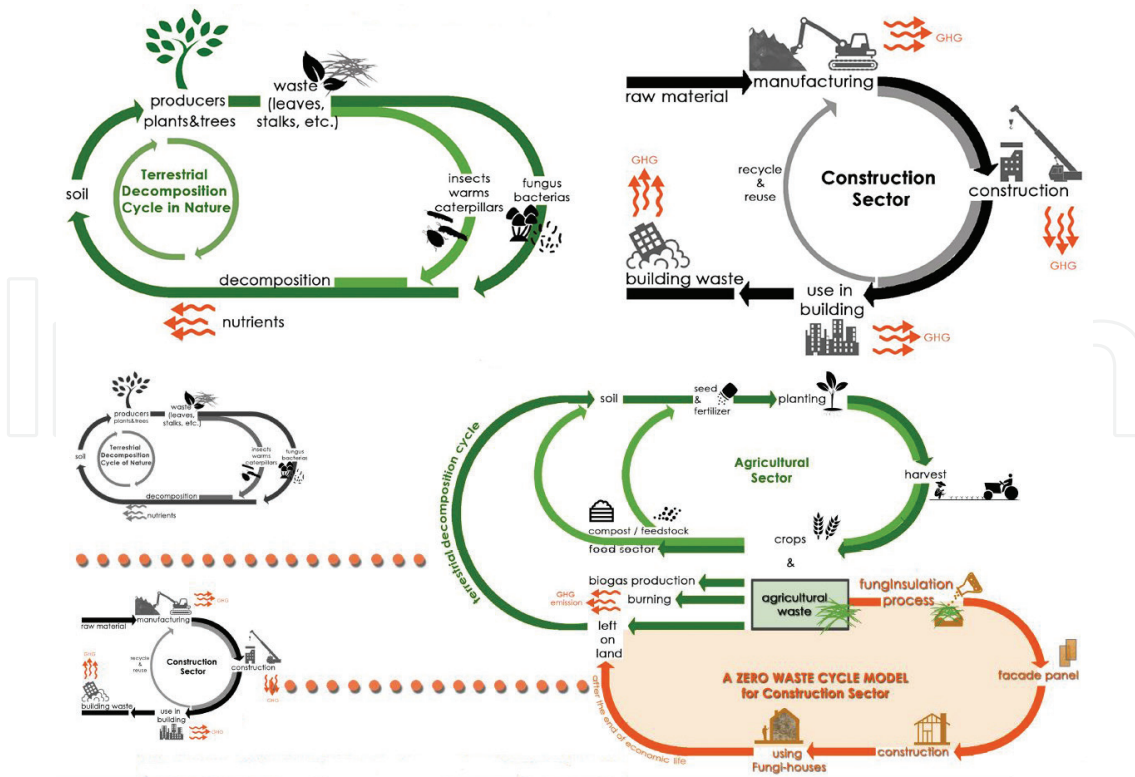 producers
plants&trees
waste
(leaves,
stalks, etc.)
soil
Terrestrial
Decomposition
Cycle in Nature
insects
warms
caterpillars
fungus
bacterias
decomposition
nutrients
GHG
raw material
manufacturing
GHG
recycle
&
reuse
Construction
Sector
construction
GHG
building waste
use in
building
GHG
producers
plants&trees
waste
(leaves,
stalks, etc.)
soil
Terrestrial
Decomposition
Cycle of Nature
insects
warms
caterpillars
fungus
bacterias
decomposition
nutrients
raw material
manufacturing
GHG
GHG
recycle
&
reuse
Construction
Sector
construction
GHG
building waste
use in
building
GHG
terrestrial decomposition cycle
soil
seed
&
fertilizer
planting
Agricultural
Sector
harvest
compost / feedstock
food sector
crops
&
biogas production
GHG
emission
burning
agricultural
waste
left
on
land
fungInsulation
process
A ZERO WASTE CYCLE MODEL
for Construction Sector
facade panel
construction
using
Fungi-houses
after the end of economic life